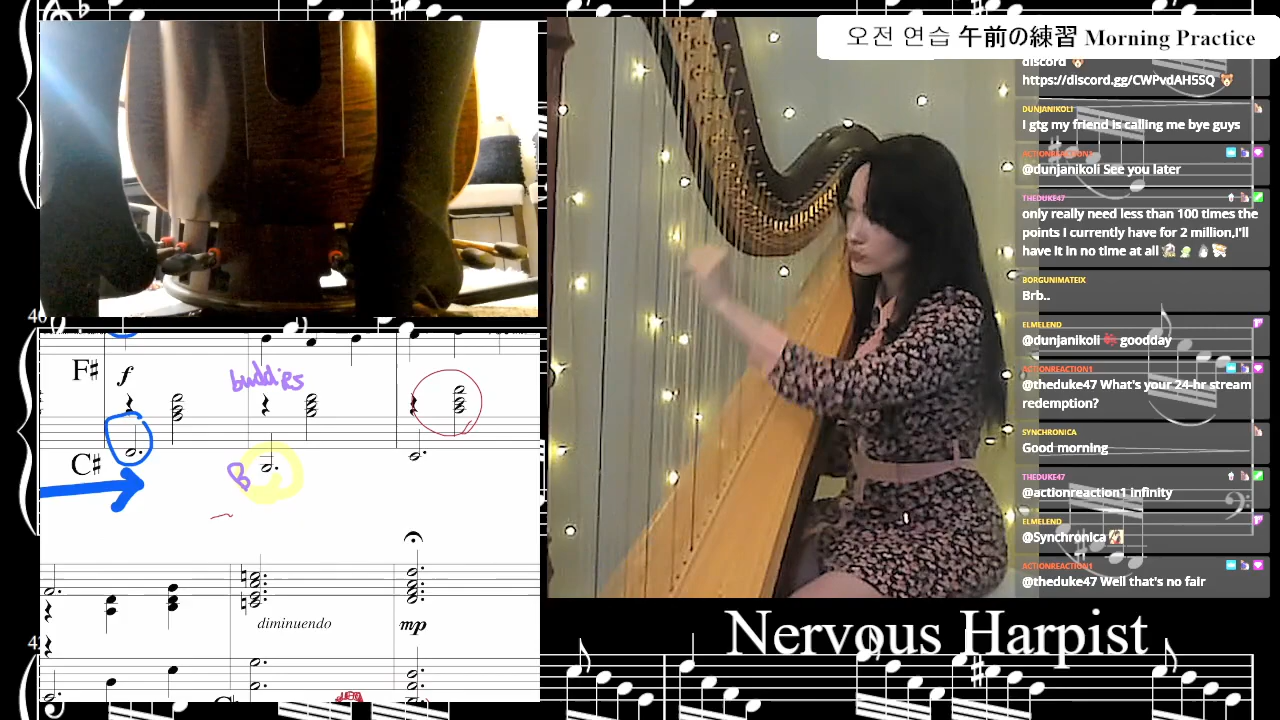 오전 연습 午前の練習 Morning Practice
discord
https://discord.gg/CWPvdAH5SQ
DUNJANIKOLI
I gtg my friend is calling me bye guys
ACTIONREACTION1
@dunjanikoli See you later
THEDUKE47
only really need less than 100 times the
points I currently have for 2 million,I'll
have it in no time at all
BORGUNIMATEIX
Brb..
ELMELEND
@dunjanikoli goodday
ACTIONREACTION1
@theduke47 What's your 24-hr stream
redemption?
SYNCHRONICA
Good morning
THEDUKE47
@actionreaction1 infinity
ELMELEND
@Synchronica
ACTIONREACTION1
@theduke47 Well that's no fair
F#
f
buddies
C#
B
diminuendo
mp
Nervous Harpist